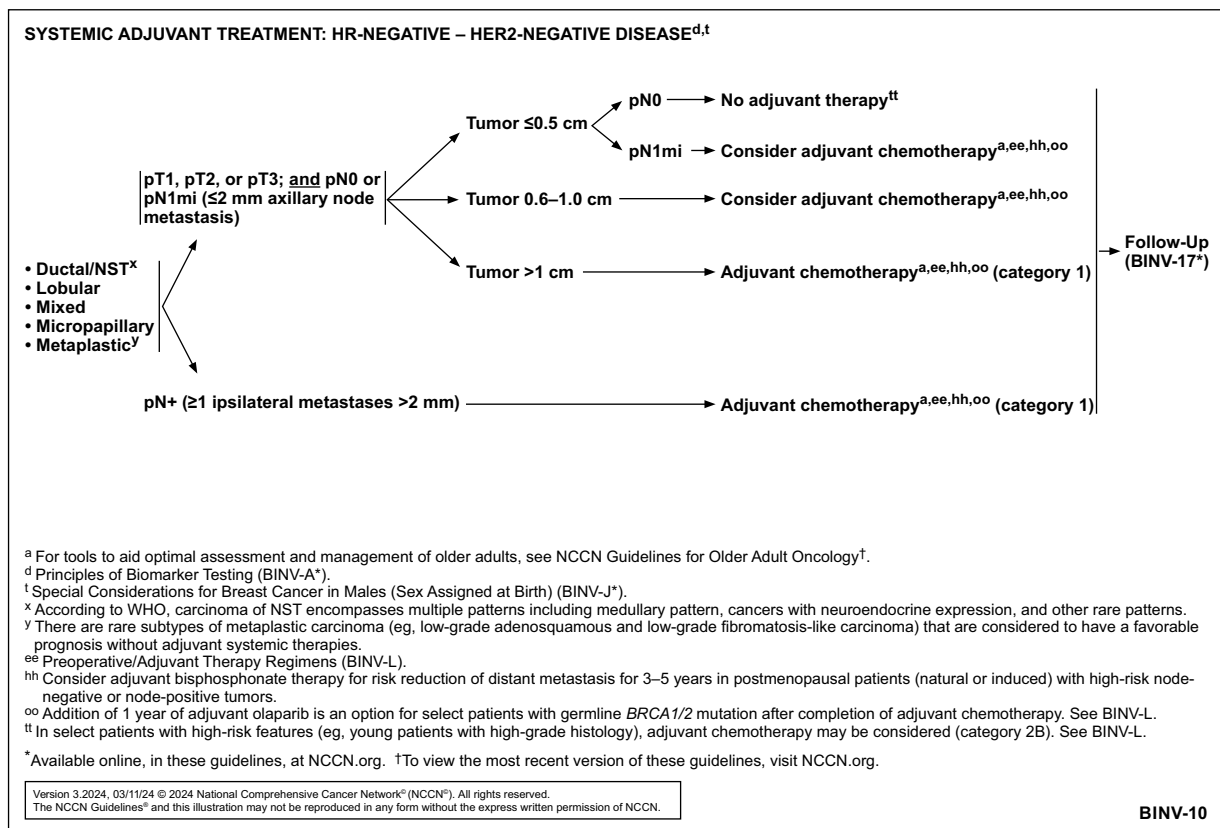 SYSTEMIC ADJUVANT TREATMENT: HR-NEGATIVE – HER2-NEGATIVE DISEASEd,t
• Ductal/NSTx
• Lobular
• Mixed
• Micropapillary
• Metaplasticy
pT1, pT2, or pT3; and pN0 or
pN1mi (≤2 mm axillary node
metastasis)
Tumor ≤0.5 cm
pN0
No adjuvant therapytt
pN1mi
Consider adjuvant chemotherapya,ee,hh,oo
Tumor 0.6–1.0 cm
Consider adjuvant chemotherapya,ee,hh,oo
Tumor >1 cm
Adjuvant chemotherapya,ee,hh,oo (category 1)
pN+ (≥1 ipsilateral metastases >2 mm)
Adjuvant chemotherapya,ee,hh,oo (category 1)
Follow-Up
(BINV-17*)
a For tools to aid optimal assessment and management of older adults, see NCCN Guidelines for Older Adult Oncology†.
d Principles of Biomarker Testing (BINV-A*).
t Special Considerations for Breast Cancer in Males (Sex Assigned at Birth) (BINV-J*).
x According to WHO, carcinoma of NST encompasses multiple patterns including medullary pattern, cancers with neuroendocrine expression, and other rare patterns.
y There are rare subtypes of metaplastic carcinoma (eg, low-grade adenosquamous and low-grade fibromatosis-like carcinoma) that are considered to have a favorable
prognosis without adjuvant systemic therapies.
ee Preoperative/Adjuvant Therapy Regimens (BINV-L).
hh Consider adjuvant bisphosphonate therapy for risk reduction of distant metastasis for 3–5 years in postmenopausal patients (natural or induced) with high-risk node-
negative or node-positive tumors.
oo Addition of 1 year of adjuvant olaparib is an option for select patients with germline BRCA1/2 mutation after completion of adjuvant chemotherapy. See BINV-L.
tt In select patients with high-risk features (eg, young patients with high-grade histology), adjuvant chemotherapy may be considered (category 2B). See BINV-L.
*Available online, in these guidelines, at NCCN.org. †To view the most recent version of these guidelines, visit NCCN.org.
Version 3.2024, 03/11/24 © 2024 National Comprehensive Cancer Network© (NCCN©). All rights reserved.
The NCCN Guidelines® and this illustration may not be reproduced in any form without the express written permission of NCCN.
BINV-10